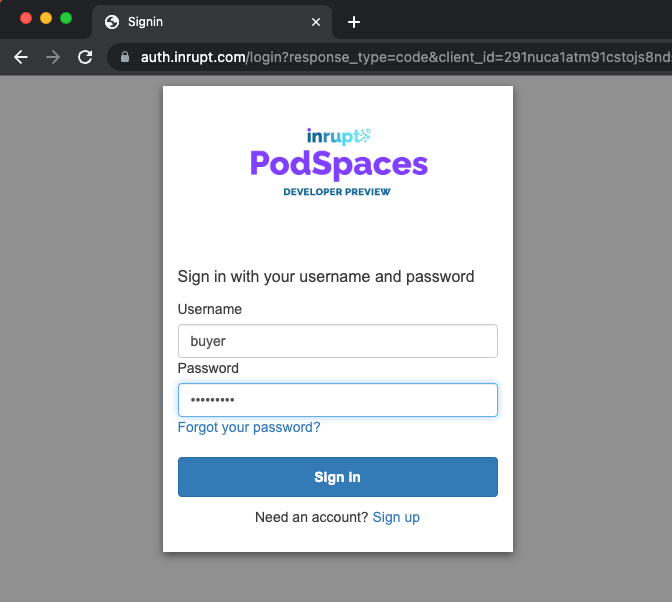 Signin
auth.inrupt.com/login?response_type=code&client_id=291nuca1atm91cstojs8nd
inrupt
PodSpaces
DEVELOPER PREVIEW
Sign in with your username and password
Username
buyer
Password
•••••••••
Forgot your password?
Sign in
Need an account? Sign up